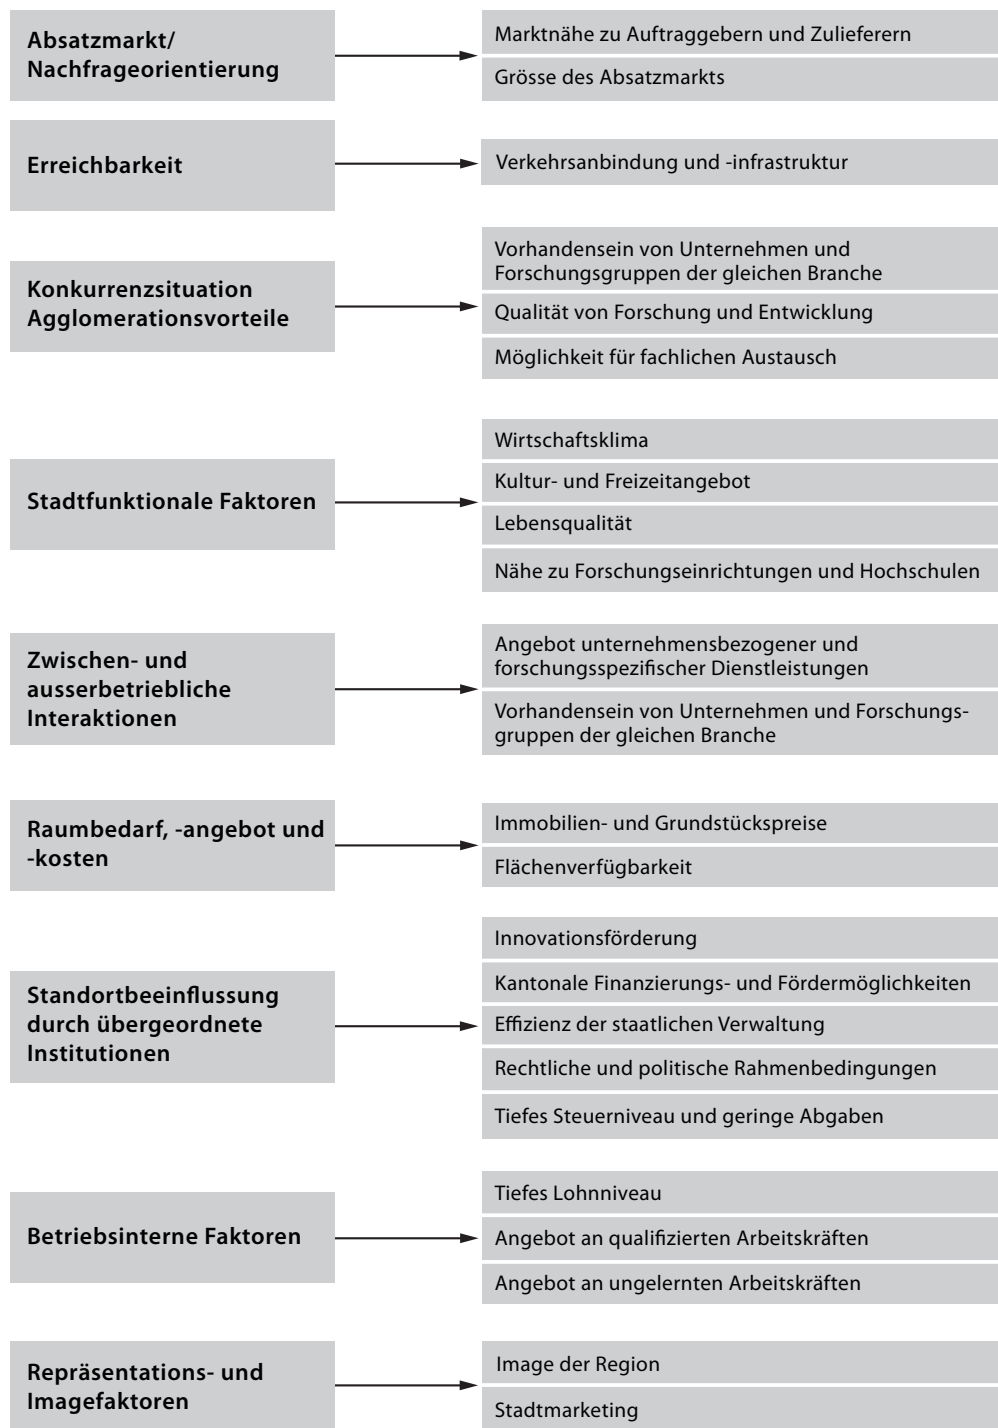 Absatzmarkt/
Nachfrageorientierung
Marktnähe zu Auftraggebern und Zulieferern
Grösse des Absatzmarkts
Erreichbarkeit
Verkehrsanbindung und -infrastruktur
Konkurrenzsituation
Agglomerationsvorteile
Vorhandensein von Unternehmen und
Forschungsgruppen der gleichen Branche
Qualität von Forschung und Entwicklung
Möglichkeit für fachlichen Austausch
Stadtfunktionale Faktoren
Wirtschaftsklima
Kultur- und Freizeitangebot
Lebensqualität
Nähe zu Forschungseinrichtungen und Hochschulen
Zwischen- und
ausserbetriebliche
Interaktionen
Angebot unternehmensbezogener und
forschungsspezifischer Dienstleistungen
Vorhandensein von Unternehmen und Forschungs-
gruppen der gleichen Branche
Raumbedarf, -angebot und
-kosten
Immobilien- und Grundstückspreise
Flächenverfügbarkeit
Standortbeeinflussung
durch übergeordnete
Institutionen
Innovationsförderung
Kantonale Finanzierungs- und Fördermöglichkeiten
Effizienz der staatlichen Verwaltung
Rechtliche und politische Rahmenbedingungen
Tiefes Steuerniveau und geringe Abgaben
Betriebsinterne Faktoren
Tiefes Lohnniveau
Angebot an qualifizierten Arbeitskräften
Angebot an ungelernten Arbeitskräften
Repräsentations- und
Imagefaktoren
Image der Region
Stadtmarketing